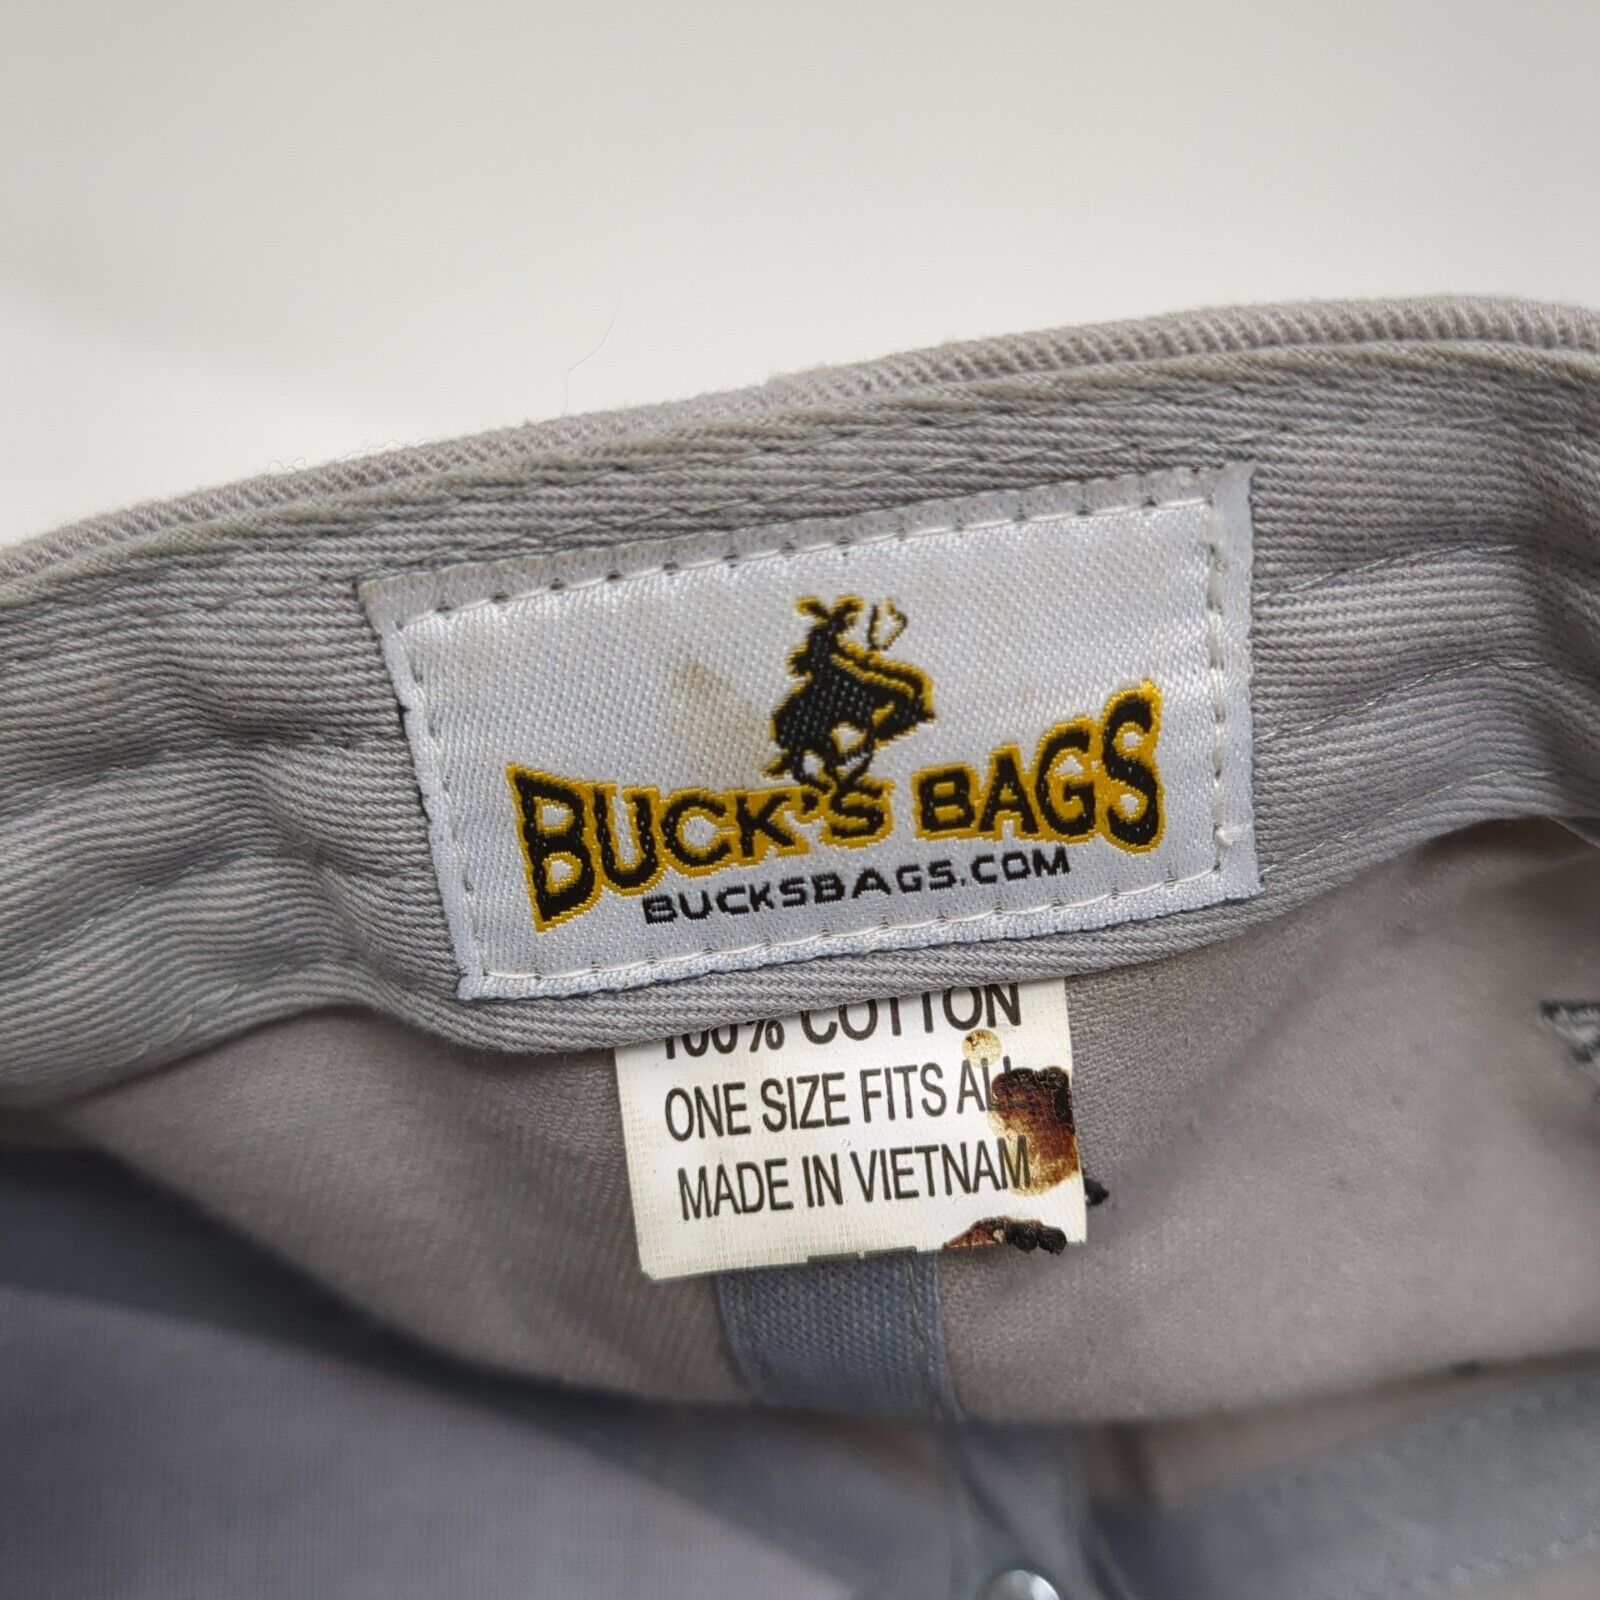 BUCK'S BAGS
BUCKSBAGS.COM
100% COTTON
ONE SIZE FITS ALL
MADE IN VIETNAM